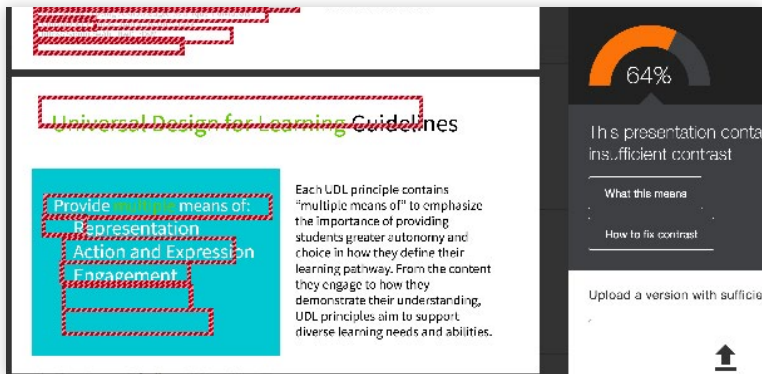 64%
Universal Design for Learning Guidelines
Provide multiple means of:
Representation
Action and Expression
Engagement
Each UDL principle contains
"multiple means of" to emphasize
the importance of providing
students greater autonomy and
choice in how they define their
learning pathway. From the content
they engage to how they
demonstrate their understanding,
UDL principles aim to support
diverse learning needs and abilities.
This presentation conta
insufficient contrast
What this means
How to fix contrast
Upload a version with sufficie